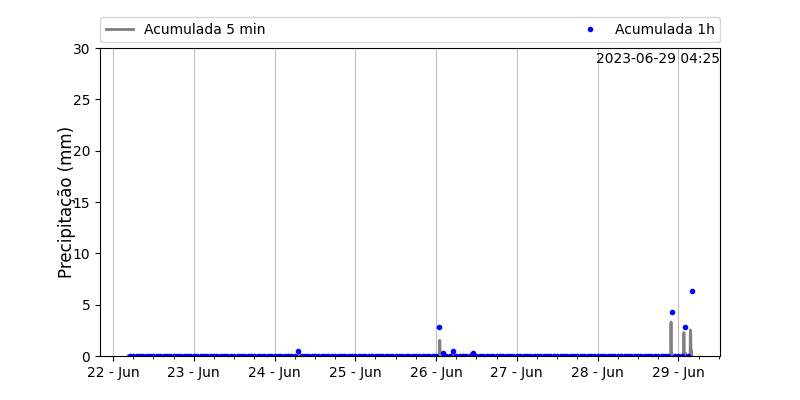 Acumulada 5 min
Acumulada 1h
2023-06-29 04:25
Precipitação (mm)
30
25
20
15
10
5
0
22 - Jun 23 - Jun 24 - Jun 25 - Jun 26 - Jun 27 - Jun 28 - Jun 29 - Jun